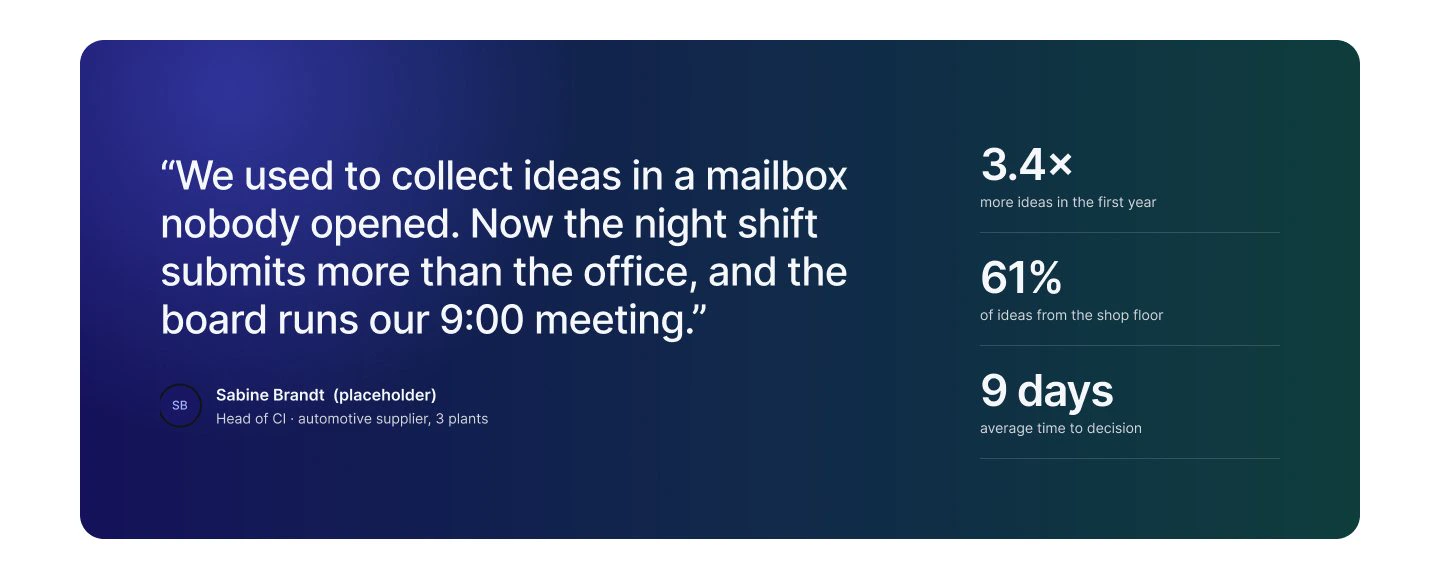 “We used to collect ideas in a mailbox
nobody opened. Now the night shift
submits more than the office, and the
board runs our 9:00 meeting.”
SB
Sabine Brandt (placeholder)
Head of CI · automotive supplier, 3 plants
3.4×
more ideas in the first year
61%
of ideas from the shop floor
9 days
average time to decision